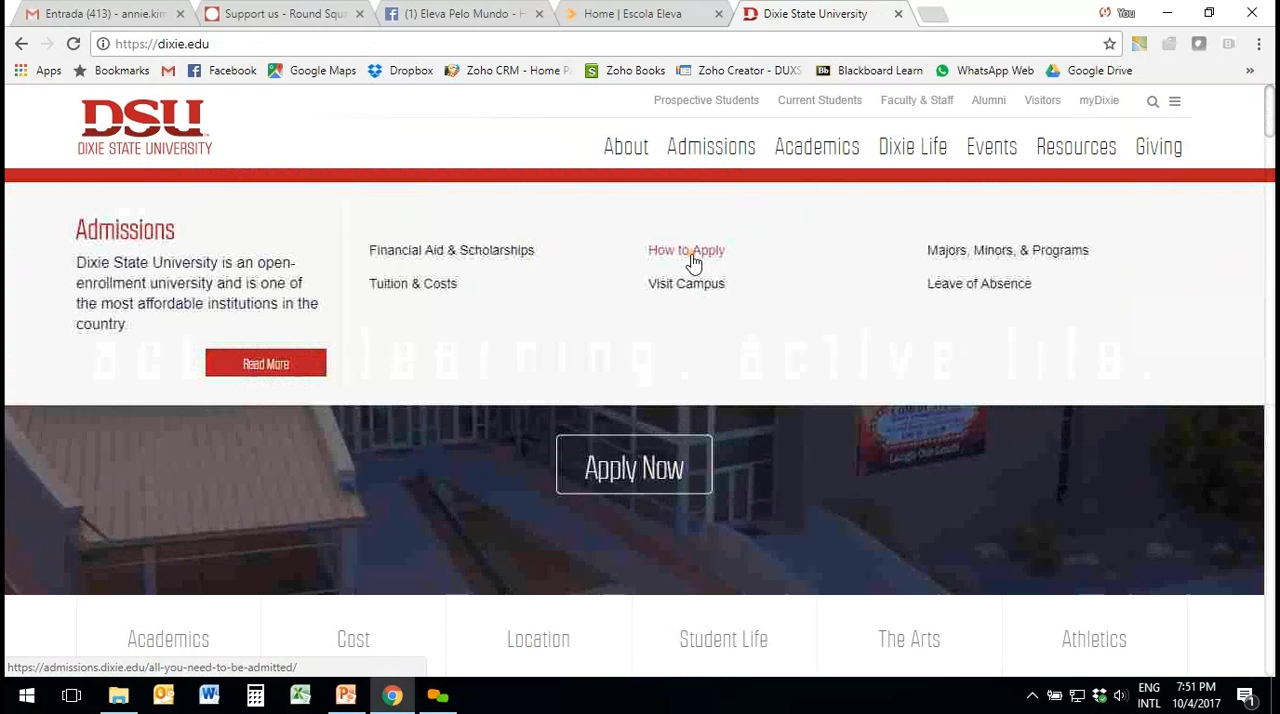 Entrada (413) - annie.kim
Support us - Round Squa
(1) Eleva Pelo Mundo - H
Home | Escola Eleva
Dixie State University
You
https://dixie.edu
Apps
Bookmarks
Facebook
Google Maps
Dropbox
Zoho CRM - Home P
Zoho Books
Zoho Creator - DUXS
Blackboard Learn
WhatsApp Web
Google Drive
»
DSU
DIXIE STATE UNIVERSITY
Prospective Students
Current Students
Faculty & Staff
Alumni
Visitors
myDixie
About
Admissions
Academics
Dixie Life
Events
Resources
Giving
Admissions
Dixie State University is an open-
enrollment university and is one of
the most affordable institutions in the
country.
Read More
Financial Aid & Scholarships
How to Apply
Majors, Minors, & Programs
Tuition & Costs
Visit Campus
Leave of Absence
learning. active life.
Apply Now
Academics
Cost
Location
Student Life
The Arts
Athletics
https://admissions.dixie.edu/all-you-need-to-be-admitted/
ENG
INTL
7:51 PM
10/4/2017
1